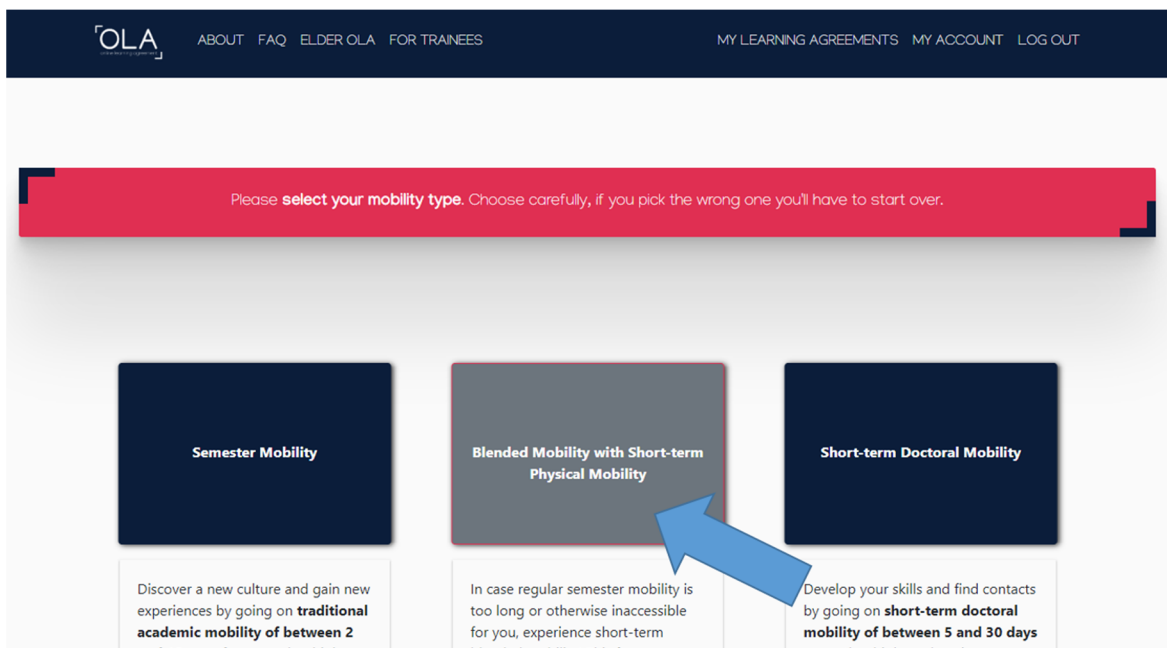 OLA
ABOUT FAQ ELDER OLA FOR TRAINEES MY LEARNING AGREEMENTS MY ACCOUNT LOG OUT
Please select your mobility type. Choose carefully, if you pick the wrong one you'll have to start over.
Semester Mobility
Blended Mobility with Short-term
Physical Mobility
Short-term Doctoral Mobility
Discover a new culture and gain new
experiences by going on traditional
academic mobility of between 2
In case regular semester mobility is
too long or otherwise inaccessible
for you, experience short-term
Develop your skills and find contacts
by going on short-term doctoral
mobility of between 5 and 30 days